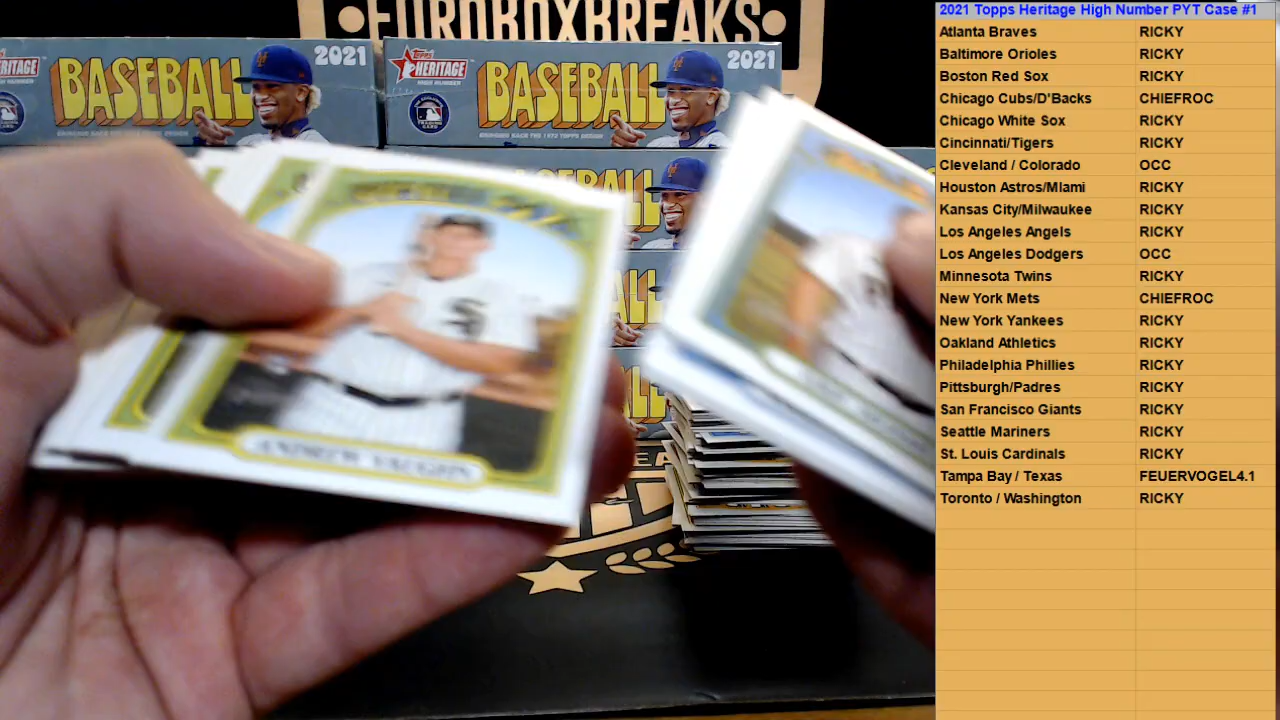 EUROBOXBREAKS
2021 Topps Heritage High Number PYT Case #1
Atlanta Braves RICKY
Baltimore Orioles RICKY
Boston Red Sox RICKY
Chicago Cubs/D'Backs CHIEFROC
Chicago White Sox RICKY
Cincinnati/Tigers RICKY
Cleveland / Colorado OCC
Houston Astros/MIami RICKY
Kansas City/Milwaukee RICKY
Los Angeles Angels RICKY
Los Angeles Dodgers OCC
Minnesota Twins RICKY
New York Mets CHIEFROC
New York Yankees RICKY
Oakland Athletics RICKY
Philadelphia Phillies RICKY
Pittsburgh/Padres RICKY
San Francisco Giants RICKY
Seattle Mariners RICKY
St. Louis Cardinals RICKY
Tampa Bay / Texas FEUERVOGEL4.1
Toronto / Washington RICKY
HERITAGE
BASEBALL
2021
TOPPS
HERITAGE
BASEBALL
2021
ANDREW VAUGHN